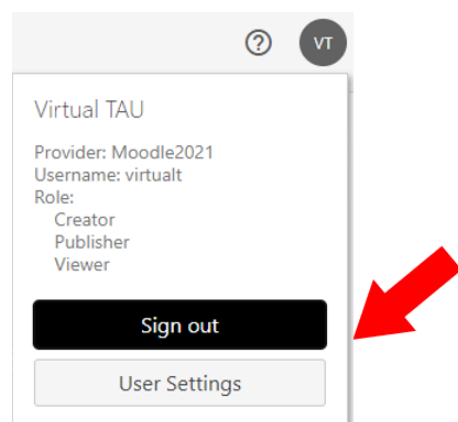 VT
Virtual TAU
Provider: Moodle2021
Username: virtualt
Role:
Creator
Publisher
Viewer
Sign out
User Settings